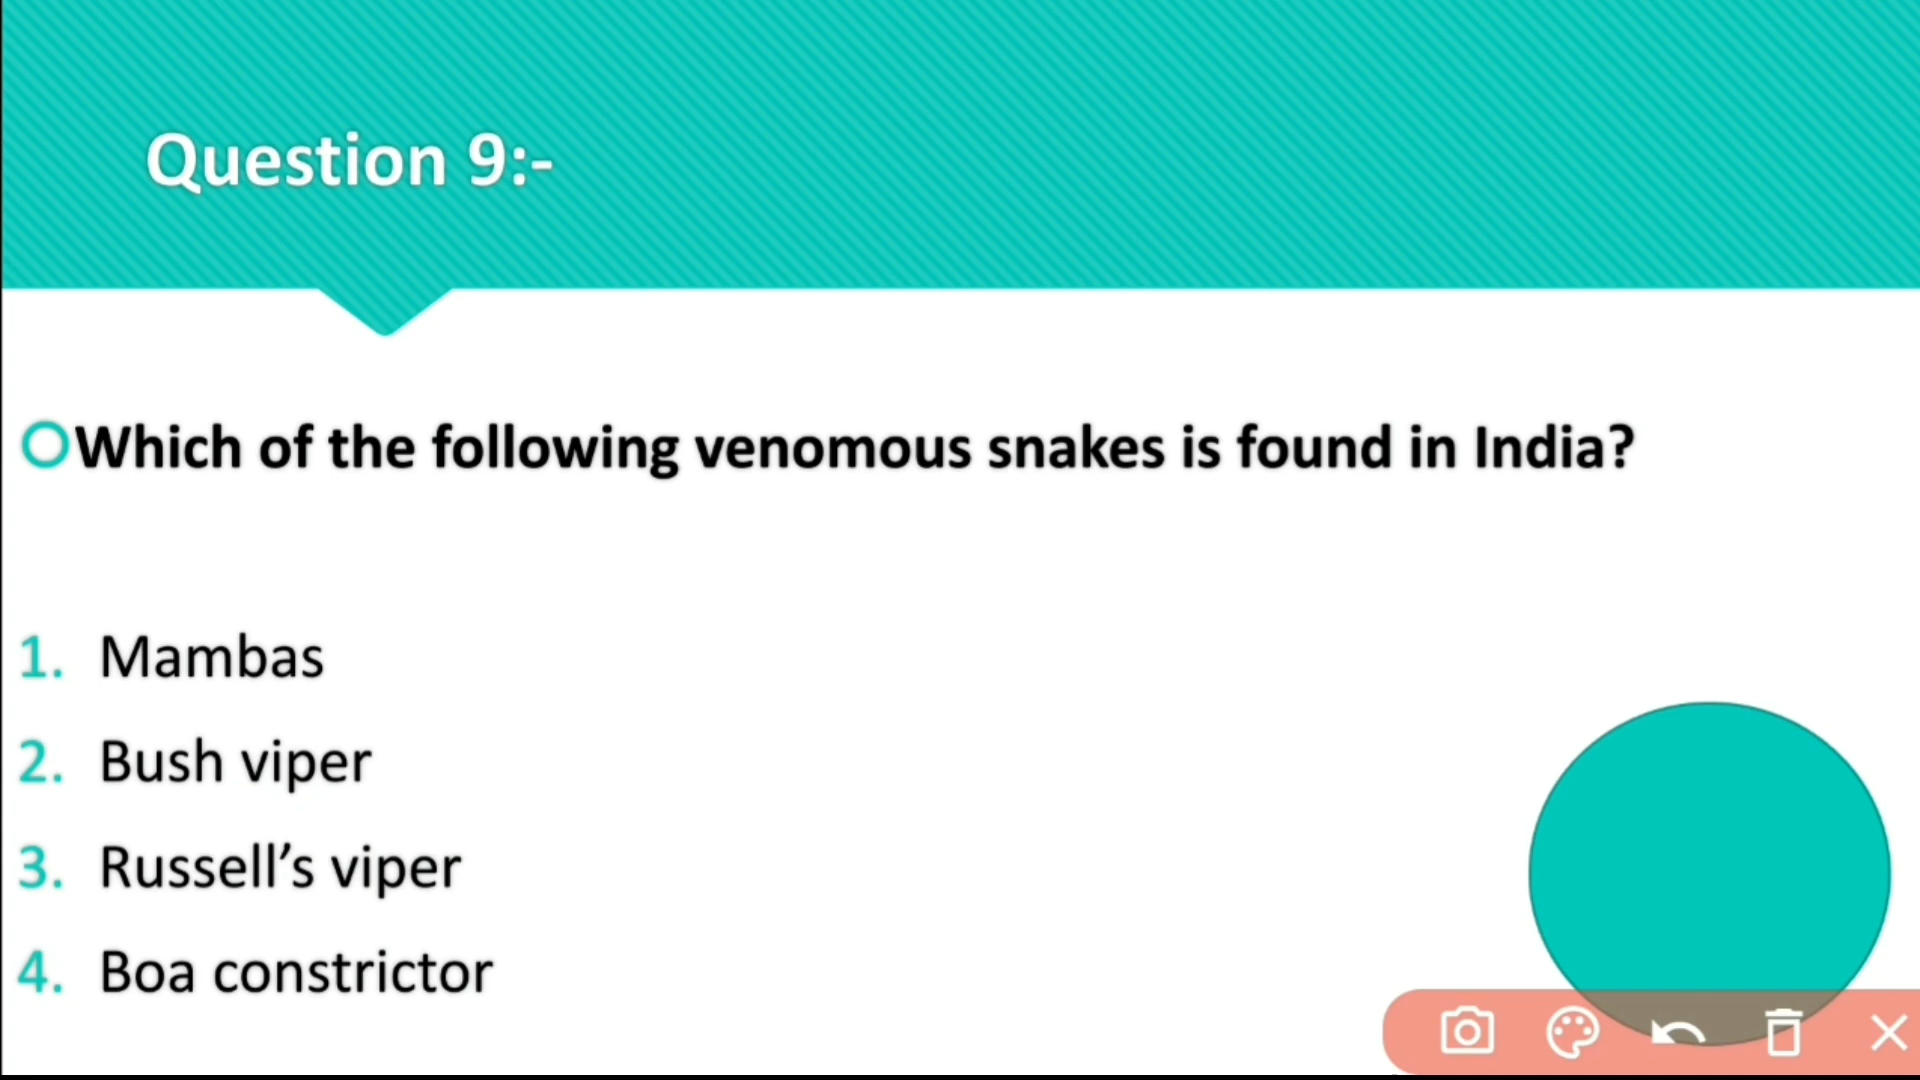 Question 9:-
Which of the following venomous snakes is found in India?
1. Mambas
2. Bush viper
3. Russell’s viper
4. Boa constrictor